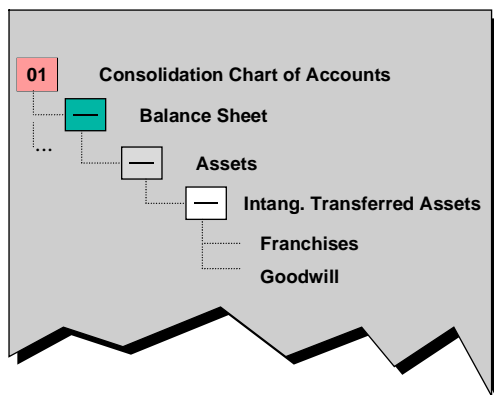 01 Consolidation Chart of Accounts
Balance Sheet
...
Assets
Intang. Transferred Assets
Franchises
Goodwill